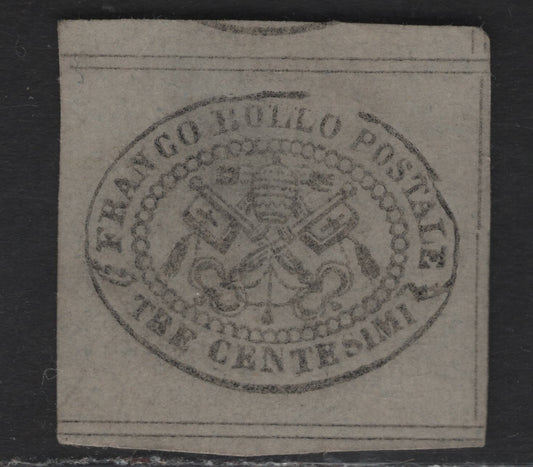 FRANCO BOLLO POSTALE
TRE CENTESIMI